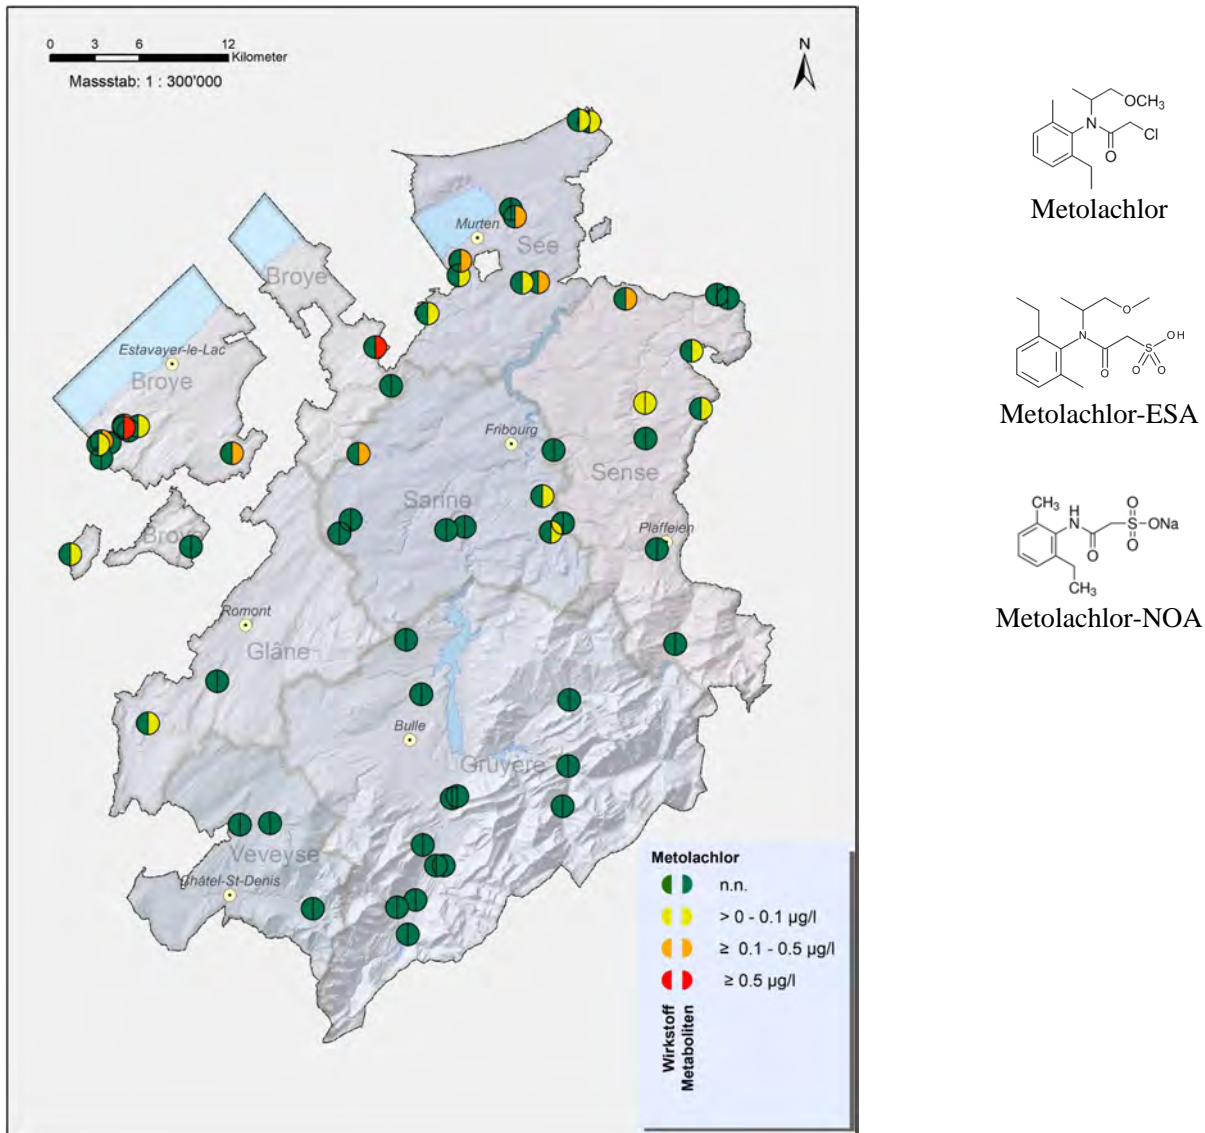 0 3 6 12
Kilometer
Massstab: 1 : 300'000
N
Murten
See
Broye
Estavayer-le-Lac
Broye
Fribourg
Sense
Sarine
Plaffeien
Broye
Romont
Glâne
Bulle
Gruyère
Veveyse
Châtel-St-Denis
Metolachlor
n.n.
> 0 - 0.1 µg/l
≥ 0.1 - 0.5 µg/l
≥ 0.5 µg/l
Wirkstoff
Metaboliten
OCH3
N
Cl
O
Metolachlor
O
N
S
OH
O
O O
Metolachlor-ESA
CH3
H
N
O
S
ONa
O
O
CH3
Metolachlor-NOA